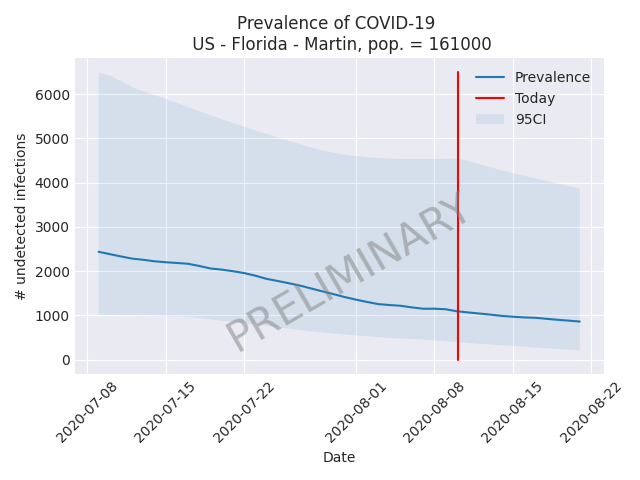 Prevalence of COVID-19
US - Florida - Martin, pop. = 161000
Prevalence
Today
95CI
PRELIMINARY
# undetected infections
6000
5000
4000
3000
2000
1000
0
2020-07-08
2020-07-15
2020-07-22
2020-08-01
2020-08-08
2020-08-15
2020-08-22
Date